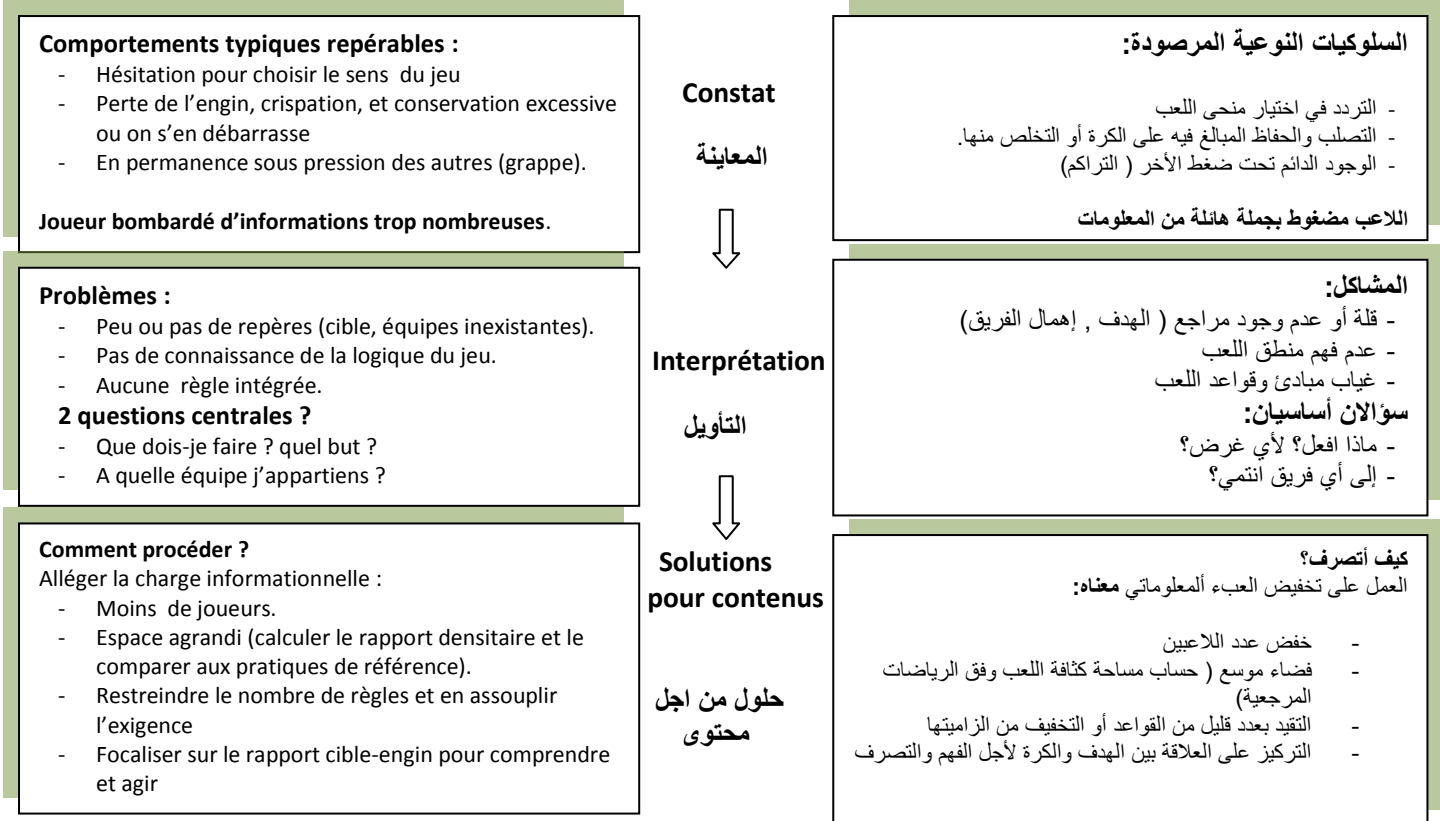 Comportements typiques repérables :
- Hésitation pour choisir le sens du jeu
- Perte de l’engin, crispation, et conservation excessive
ou on s’en débarrasse
- En permanence sous pression des autres (grappe).
Joueur bombardé d’informations trop nombreuses.
Constat
المعاينة
السلوكيات النوعية المرصودة:
- التردد في اختيار منحى اللعب
- التصلب والحفاظ المبالغ فيه على الكرة أو التخلص منها.
- الوجود الدائم تحت ضغط الأخر ( التراكم)
اللاعب مضغوط بجملة هائلة من المعلومات
Problèmes :
- Peu ou pas de repères (cible, équipes inexistantes).
- Pas de connaissance de la logique du jeu.
- Aucune règle intégrée.
2 questions centrales ?
- Que dois-je faire ? quel but ?
- A quelle équipe j’appartiens ?
Interprétation
التأويل
المشاكل:
- قلة أو عدم وجود مراجع ( الهدف , إهمال الفريق)
- عدم فهم منطق اللعب
- غياب مبادئ وقواعد اللعب
سؤالان أساسيان:
- ماذا افعل؟ لأي غرض؟
- إلى أي فريق انتمي؟
Comment procéder ?
Alléger la charge informationnelle :
- Moins de joueurs.
- Espace agrandi (calculer le rapport densitaire et le
comparer aux pratiques de référence).
- Restreindre le nombre de règles et en assouplir
l’exigence
- Focaliser sur le rapport cible-engin pour comprendre
et agir
Solutions
pour contenus
حلول من اجل
محتوى
كيف أتصرف؟
العمل على تخفيض العبء ألمعلوماتي معناه:
- خفض عدد اللاعبين
- فضاء موسع ( حساب مساحة كثافة اللعب وفق الرياضات
المرجعية)
- التقيد بعدد قليل من القواعد أو التخفيف من الزاميتها
- التركيز على العلاقة بين الهدف والكرة لأجل الفهم والتصرف